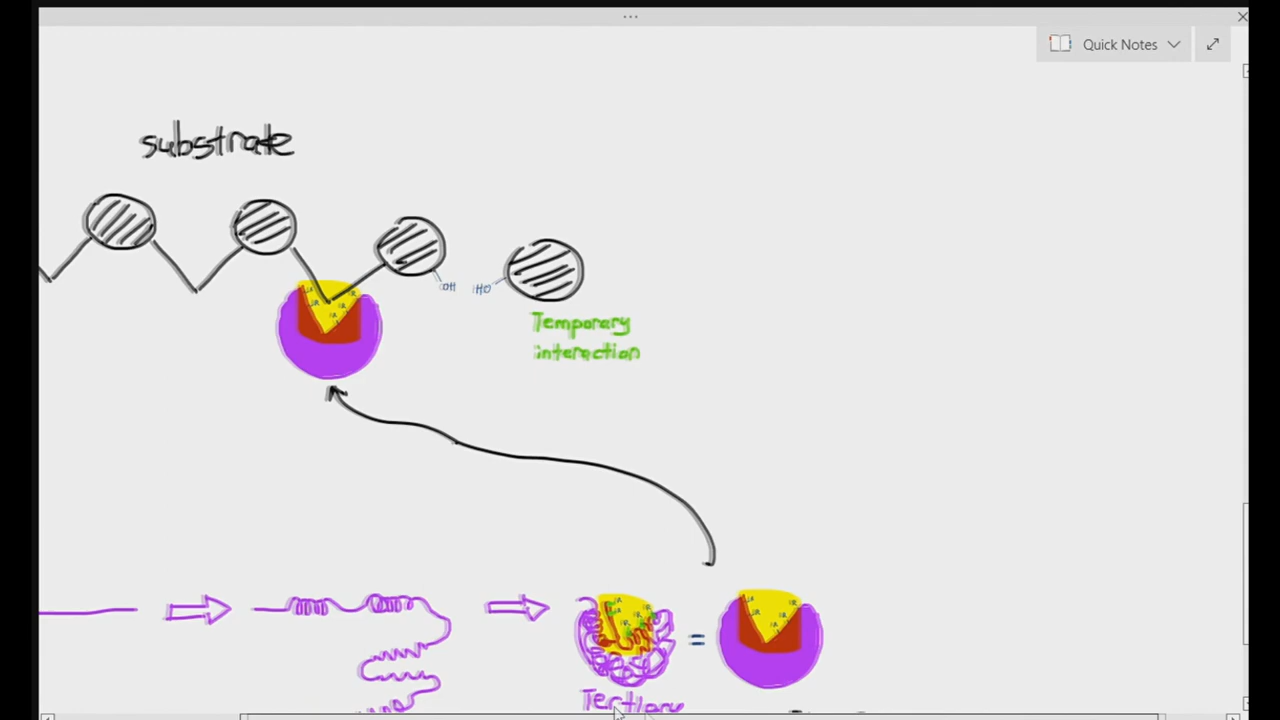 Quick Notes
substrate
OH HO
Temporary
interaction
=
Tertiary